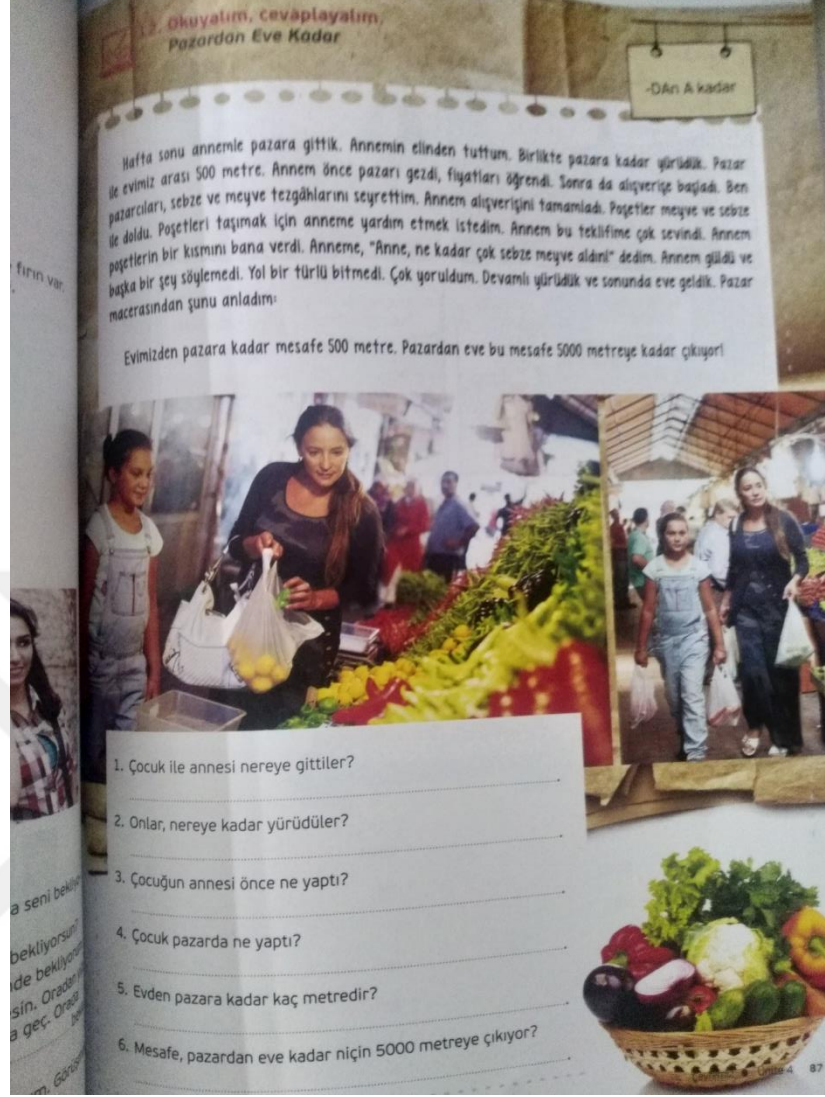 12. Okuyalım, cevaplayalım.
Pazardan Eve Kadar
-DAn A kadar
Hafta sonu annemle pazara gittik. Annemin elinden tuttum. Birlikte pazara kadar yürüdük. Pazar
ile evimiz arası 500 metre. Annem önce pazarı gezdi, fiyatları öğrendi. Sonra da alışverişe başladı. Ben
pazarcıları, sebze ve meyve tezgâhlarını seyrettim. Annem alışverişini tamamladı. Poşetler meyve ve sebze
ile doldu. Poşetleri taşımak için anneme yardım etmek istedim. Annem bu teklifime çok sevindi. Annem
poşetlerin bir kısmını bana verdi. Anneme, "Anne, ne kadar çok sebze meyve aldın!" dedim. Annem güldü ve
başka bir şey söylemedi. Yol bir türlü bitmedi. Çok yoruldum. Devamlı yürüdük ve sonunda eve geldik. Pazar
macerasından şunu anladım:
Evimizden pazara kadar mesafe 500 metre. Pazardan eve bu mesafe 5000 metreye kadar çıkıyor!
1. Çocuk ile annesi nereye gittiler?
2. Onlar, nereye kadar yürüdüler?
3. Çocuğun annesi önce ne yaptı?
4. Çocuk pazarda ne yaptı?
5. Evden pazara kadar kaç metredir?
6. Mesafe, pazardan eve kadar niçin 5000 metreye çıkıyor?
Ünite 4 87
fırın var.
a seni
bekliyorsun?
de bekliyorum
sin. Oradan
a geç. Orada